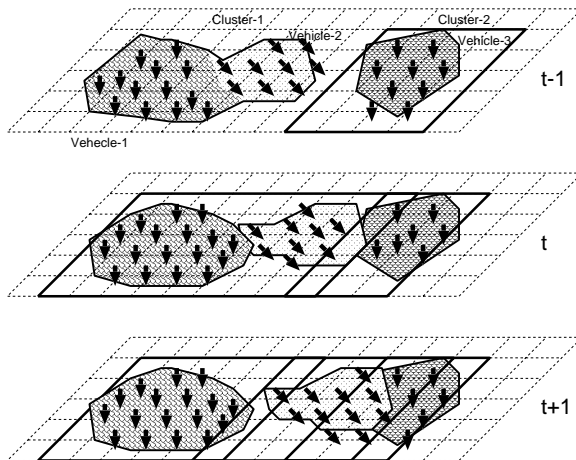 Cluster-1
Cluster-2
Vehicle-2
Vehicle-3
t-1
Vehecle-1
t
t+1